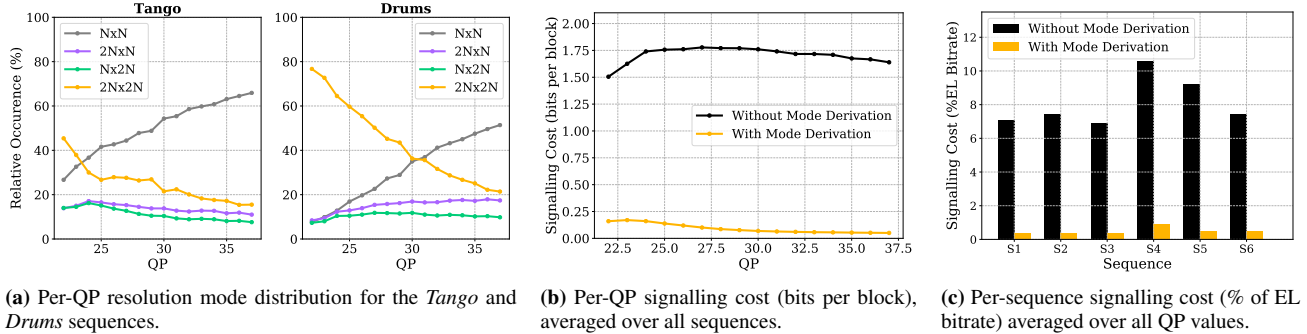 Tango
Drums
100
80
60
40
20
0
25
30
35
QP
Relative Occurence (%)
NxN
2NxN
Nx2N
2Nx2N
100
80
60
40
20
0
25
30
35
QP
NxN
2NxN
Nx2N
2Nx2N
(a) Per-QP resolution mode distribution for the Tango and
Drums sequences.
Signalling Cost (bits per block)
2.00
1.75
1.50
1.25
1.00
0.75
0.50
0.25
0.00
22.5
25.0
27.5
30.0
32.5
35.0
37.5
QP
Without Mode Derivation
With Mode Derivation
(b) Per-QP signalling cost (bits per block),
averaged over all sequences.
Signalling Cost (%EL Bitrate)
12
10
8
6
4
2
0
S1
S2
S3
S4
S5
S6
Sequence
Without Mode Derivation
With Mode Derivation
(c) Per-sequence signalling cost (% of EL
bitrate) averaged over all QP values.